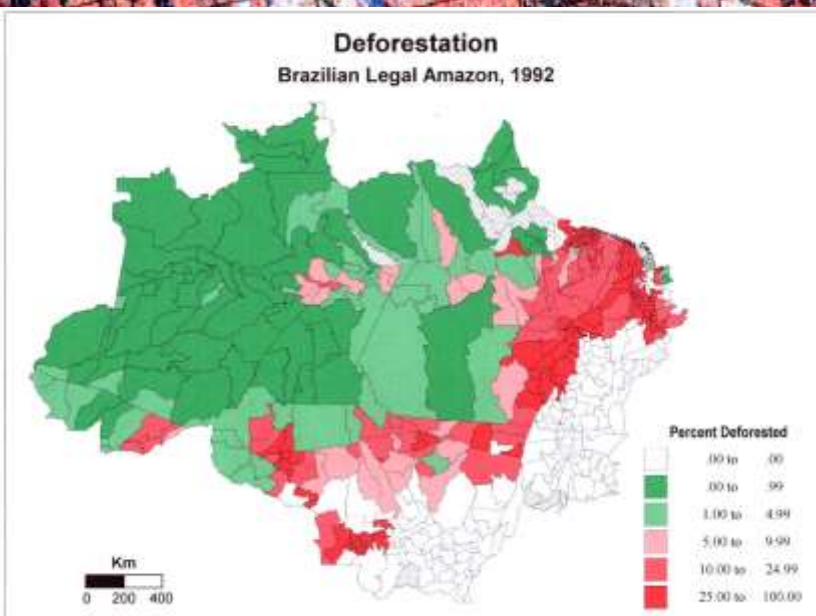 Deforestation
Brazilian Legal Amazon, 1992
Percent Deforested
.00 to .00
.00 to .99
1.00 to 4.99
5.00 to 9.99
10.00 to 24.99
25.00 to 100.00
Km
0 200 400